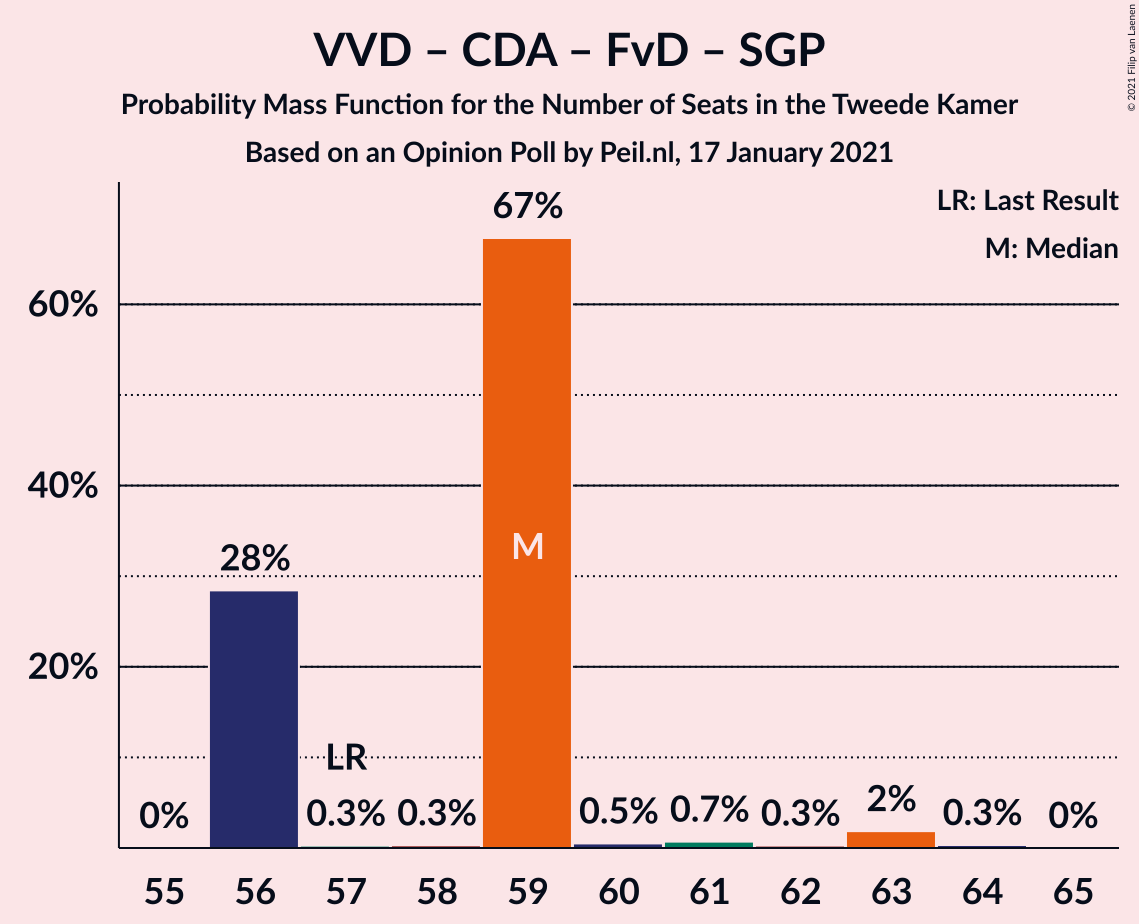 VVD – CDA – FvD – SGP
Probability Mass Function for the Number of Seats in the Tweede Kamer
Based on an Opinion Poll by Peil.nl, 17 January 2021
© 2021 Filip van Laenen
LR: Last Result
M: Median
67%
60%
40%
M
28%
20%
LR
0% 0.3% 0.3% 0.5% 0.7% 0.3% 2% 0.3% 0%
55 56 57 58 59 60 61 62 63 64 65